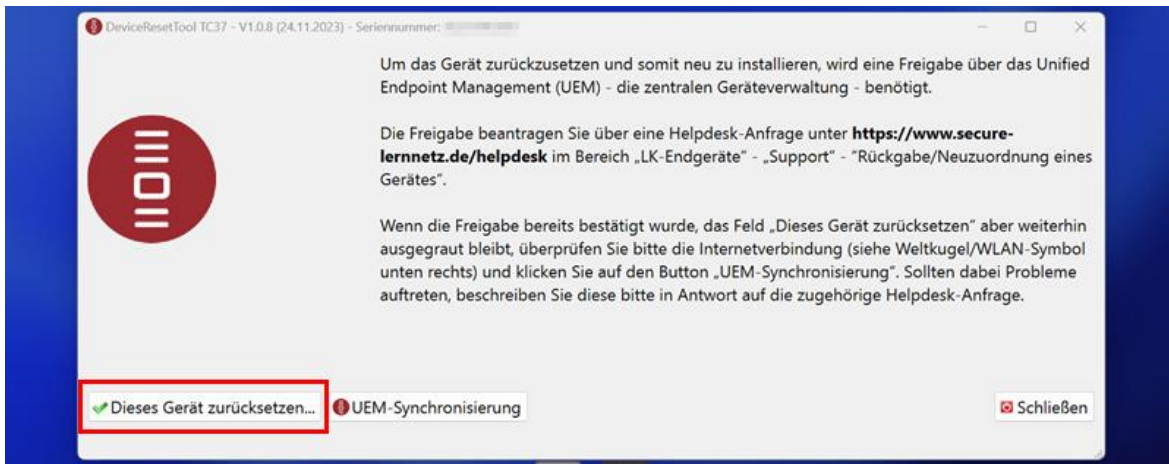 DeviceResetTool TC37 - V1.0.8 (24.11.2023) - Seriennummer:
Um das Gerät zurückzusetzen und somit neu zu installieren, wird eine Freigabe über das Unified
Endpoint Management (UEM) - die zentralen Geräteverwaltung - benötigt.
Die Freigabe beantragen Sie über eine Helpdesk-Anfrage unter https://www.secure-
lernnetz.de/helpdesk im Bereich „LK-Endgeräte" - „Support" - "Rückgabe/Neuzuordnung eines
Gerätes".
Wenn die Freigabe bereits bestätigt wurde, das Feld „Dieses Gerät zurücksetzen" aber weiterhin
ausgegraut bleibt, überprüfen Sie bitte die Internetverbindung (siehe Weltkugel/WLAN-Symbol
unten rechts) und klicken Sie auf den Button „UEM-Synchronisierung". Sollten dabei Probleme
auftreten, beschreiben Sie diese bitte in Antwort auf die zugehörige Helpdesk-Anfrage.
Dieses Gerät zurücksetzen... UEM-Synchronisierung Schließen